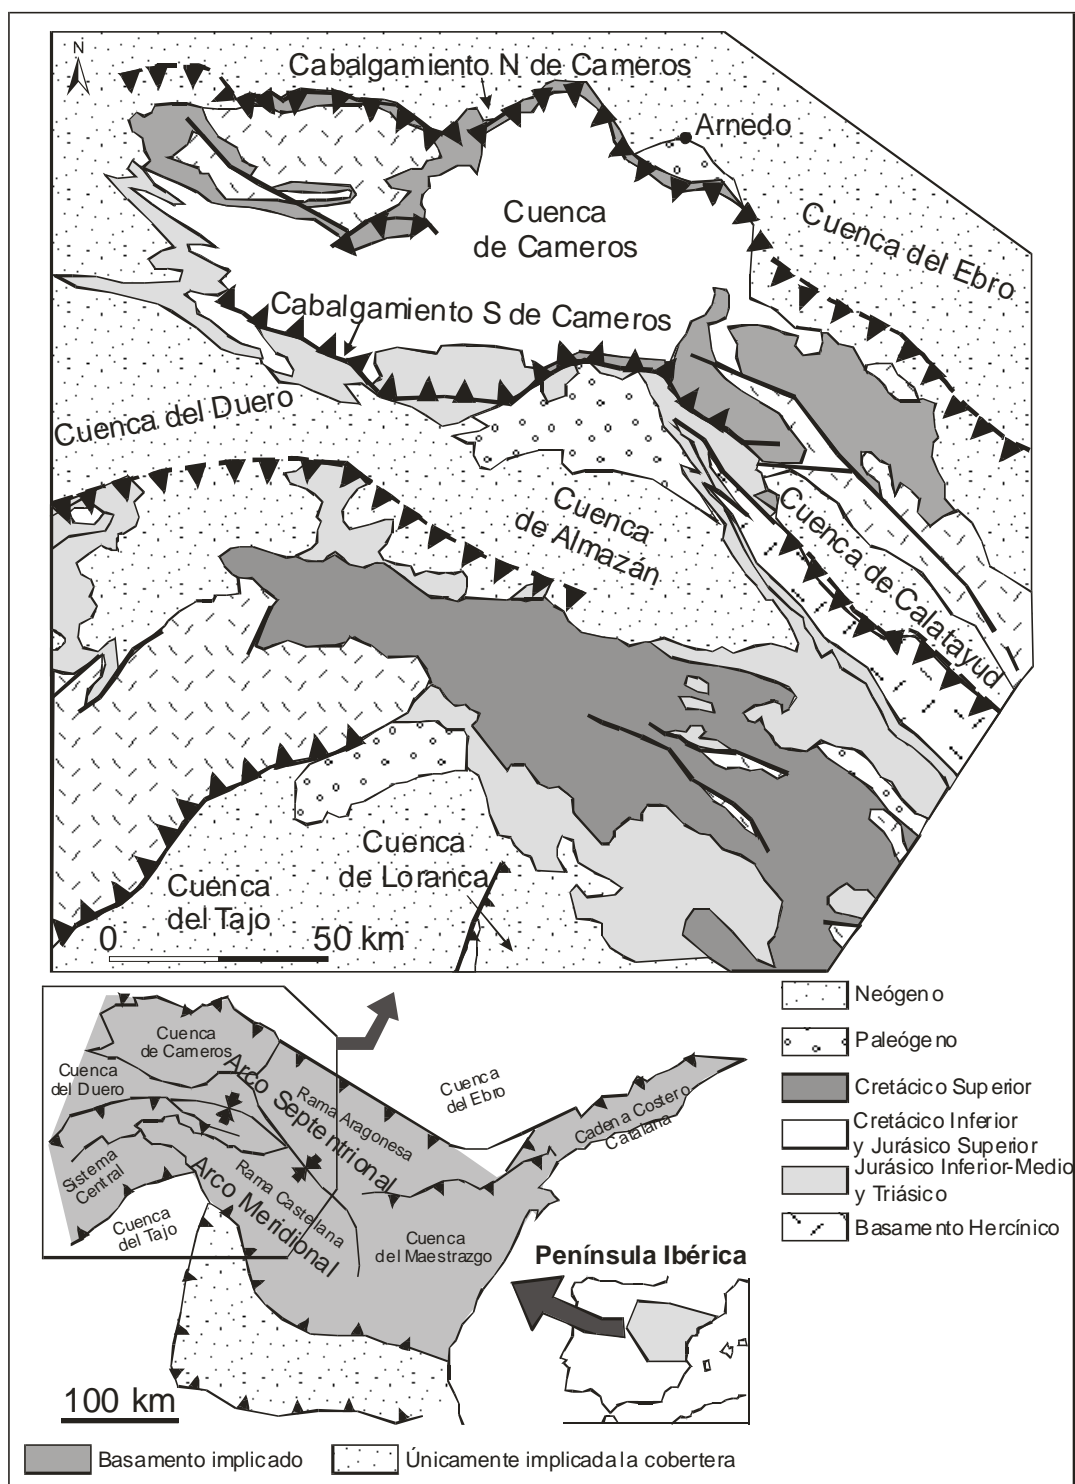 N
Cabalgamiento N de Cameros
Arnedo
Cuenca
de Cameros
Cuenca del Ebro
Cabalgamiento S de Cameros
Cuenca del Duero
Cuenca
de Almazán
Cuenca de Calatayud
Cuenca
de Loranca
Cuenca
del Tajo
0 50 km
Neógeno
Paleógeno
Cretácico Superior
Cretácico Inferior
y Jurásico Superior
Jurásico Inferior-Medio
y Triásico
Basamento Hercínico
Cuenca
de Cameros
Cuenca
del Duero
Arco Septentrional
Rama Aragonesa
Cuenca
del Ebro
Cadena Costero
Catalana
Sistema
Central
Arco Meridional
Rama Castellana
Cuenca
del Tajo
Cuenca
del Maestrazgo
Península Ibérica
100 km
Basamento implicado
Únicamente implicada la cobertera